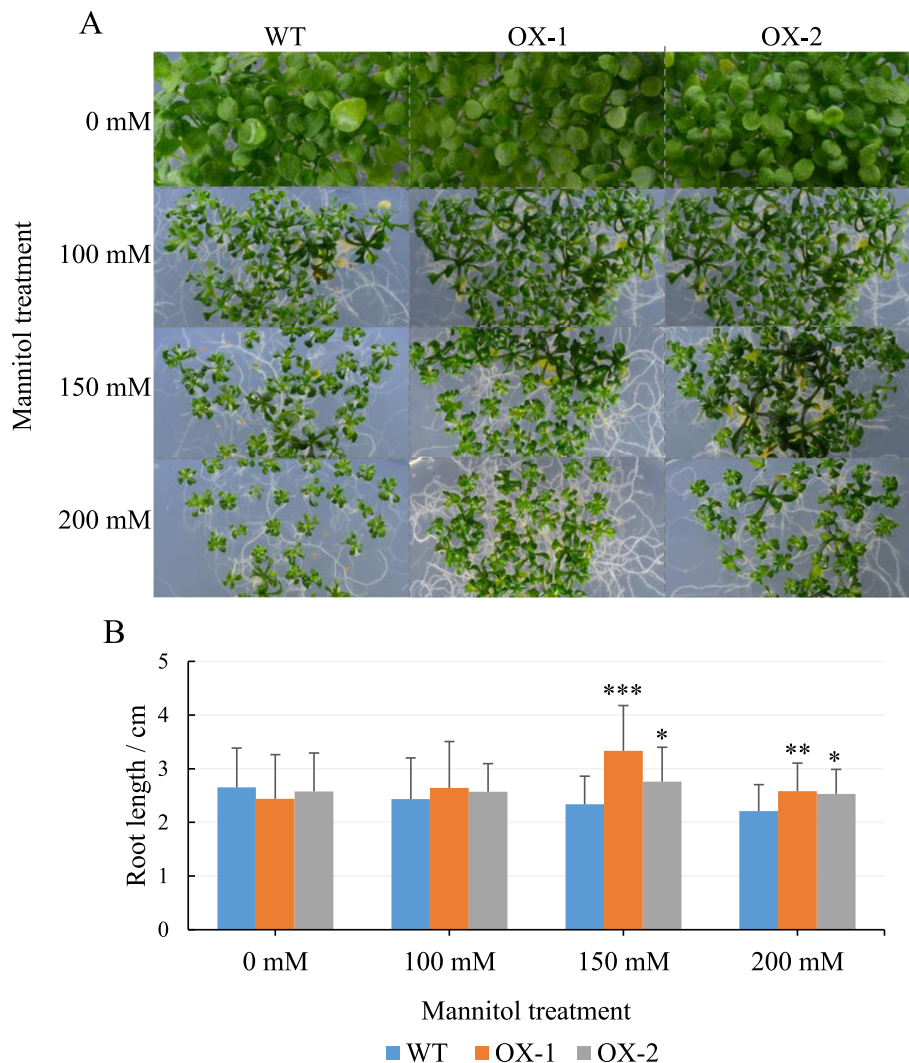 A
WT OX-1 OX-2
Mannitol treatment
0 mM
100 mM
150 mM
200 mM
B
Root length / cm
5
4
3
2
1
0
***
*
**
*
0 mM 100 mM 150 mM 200 mM
Mannitol treatment
WT OX-1 OX-2